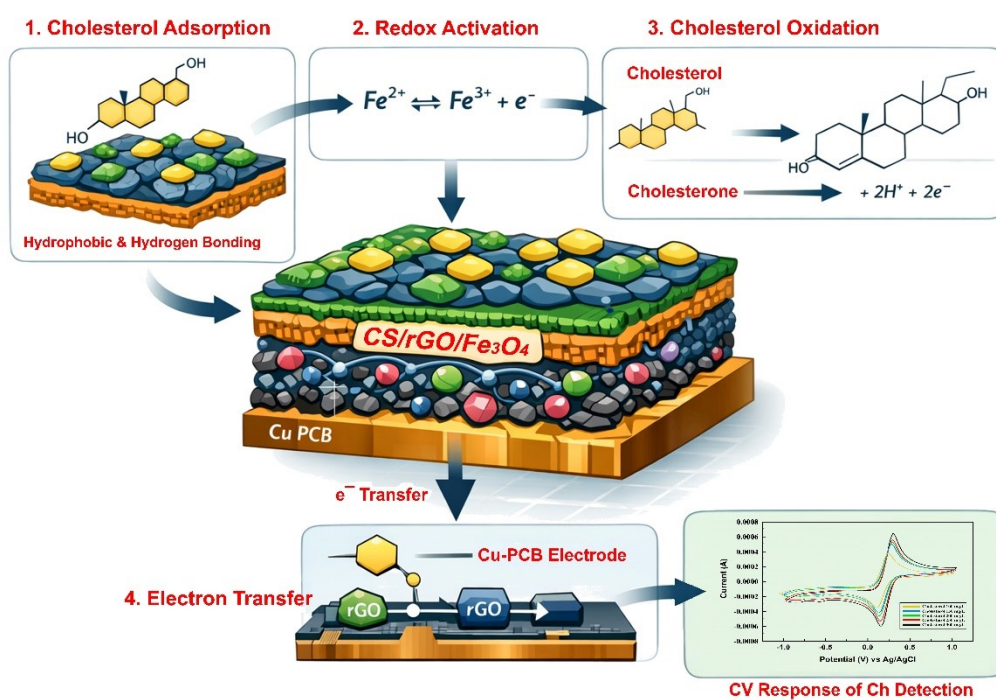 1. Cholesterol Adsorption
OH
HO
Hydrophobic & Hydrogen Bonding
2. Redox Activation
Fe²⁺ ⇌ Fe³⁺ + e⁻
3. Cholesterol Oxidation
Cholesterol
OH
OH
HO
Cholesterone
+ 2H⁺ + 2e⁻
CS/rGO/Fe₃O₄
Cu PCB
e⁻ Transfer
Cu-PCB Electrode
4. Electron Transfer
rGO
rGO
0.0008
0.0006
0.0004
0.0002
0.0000
-0.0002
-0.0004
-0.0006
-0.0008
Current (A)
-1.9
-0.5
0.0
0.5
1.0
Potential (V) vs Ag/AgCl
CV Response of Ch Detection